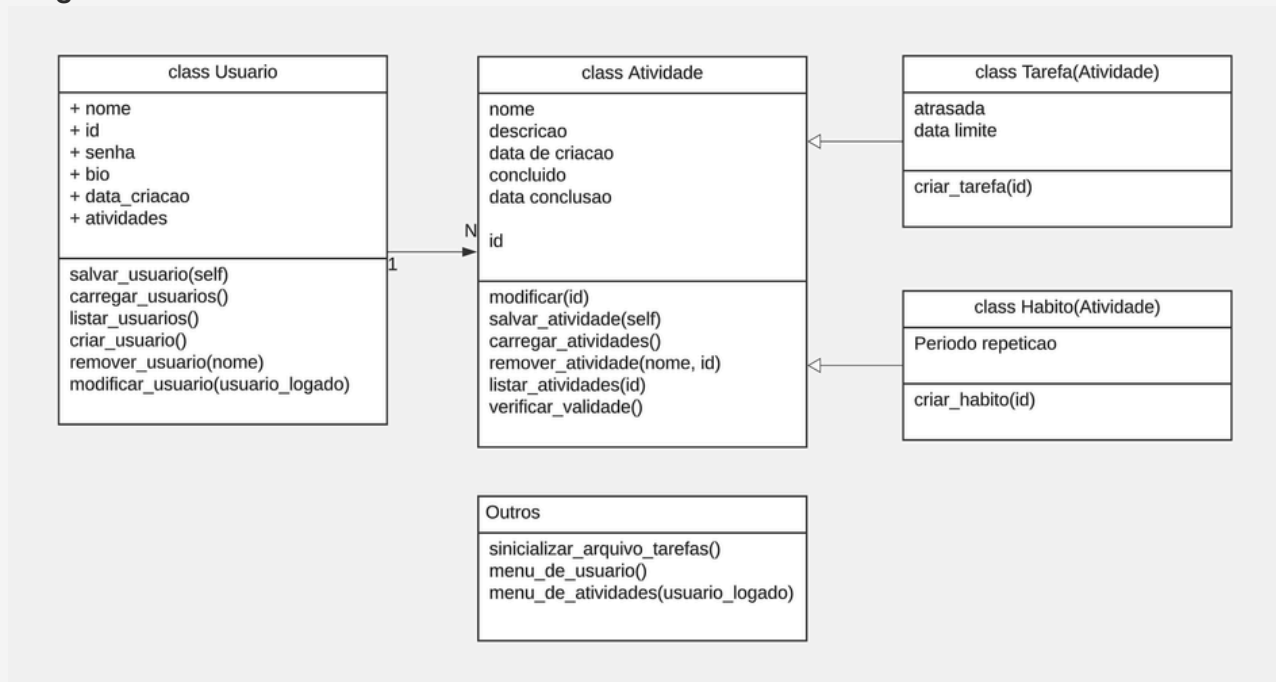 class Usuario
+ nome
+ id
+ senha
+ bio
+ data_criacao
+ atividades
salvar_usuario(self)
carregar_usuarios()
listar_usuarios()
criar_usuario()
remover_usuario(nome)
modificar_usuario(usuario_logado)
1
N
class Atividade
nome
descricao
data de criacao
concluido
data conclusao
id
modificar(id)
salvar_atividade(self)
carregar_atividades()
remover_atividade(nome, id)
listar_atividades(id)
verificar_validade()
class Tarefa(Atividade)
atrasada
data limite
criar_tarefa(id)
class Habito(Atividade)
Periodo repeticao
criar_habito(id)
Outros
sinicializar_arquivo_tarefas()
menu_de_usuario()
menu_de_atividades(usuario_logado)